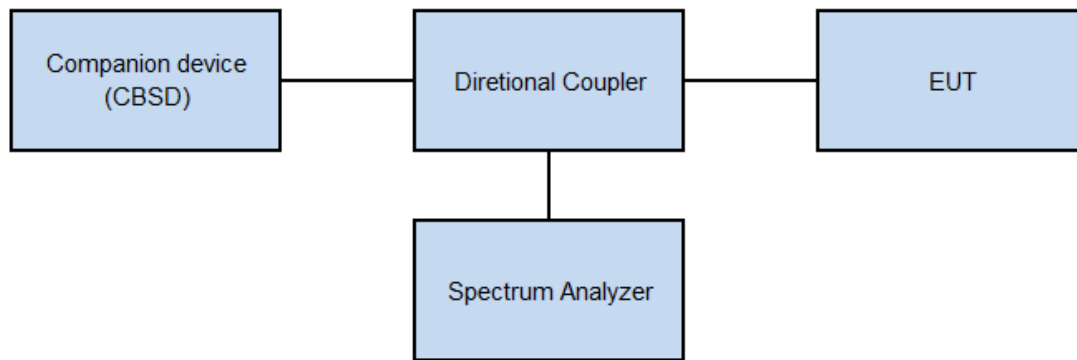 Companion device
(CBSD)
Diretional Coupler
EUT
Spectrum Analyzer